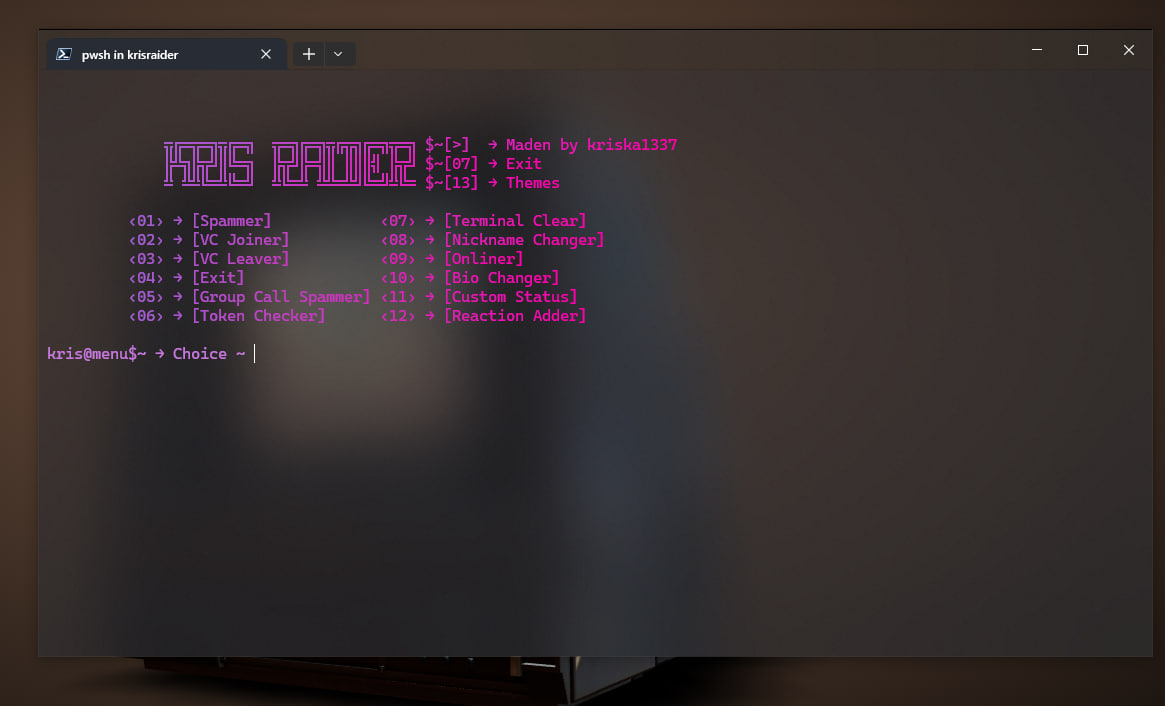 pwsh in krisraider
KRIS RAIDER $~[>] → Maden by kriska1337
$~[07] → Exit
$~[13] → Themes
‹01› → [Spammer] ‹07› → [Terminal Clear]
‹02› → [VC Joiner] ‹08› → [Nickname Changer]
‹03› → [VC Leaver] ‹09› → [Onliner]
‹04› → [Exit] ‹10› → [Bio Changer]
‹05› → [Group Call Spammer] ‹11› → [Custom Status]
‹06› → [Token Checker] ‹12› → [Reaction Adder]
kris@menu$~ → Choice ~